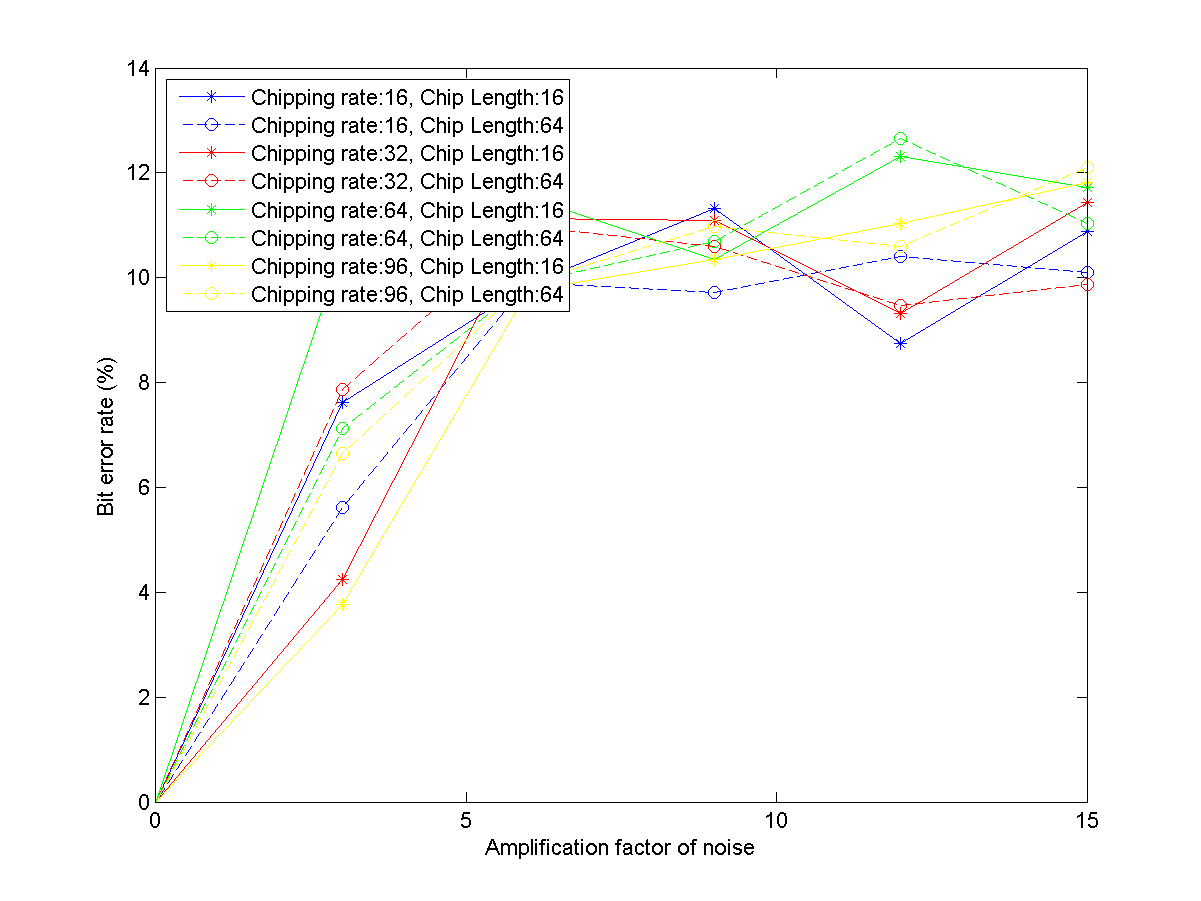 14
12
10
8
6
4
2
0
Bit error rate (%)
Chipping rate:16, Chip Length:16
Chipping rate:16, Chip Length:64
Chipping rate:32, Chip Length:16
Chipping rate:32, Chip Length:64
Chipping rate:64, Chip Length:16
Chipping rate:64, Chip Length:64
Chipping rate:96, Chip Length:16
Chipping rate:96, Chip Length:64
0 5 10 15
Amplification factor of noise